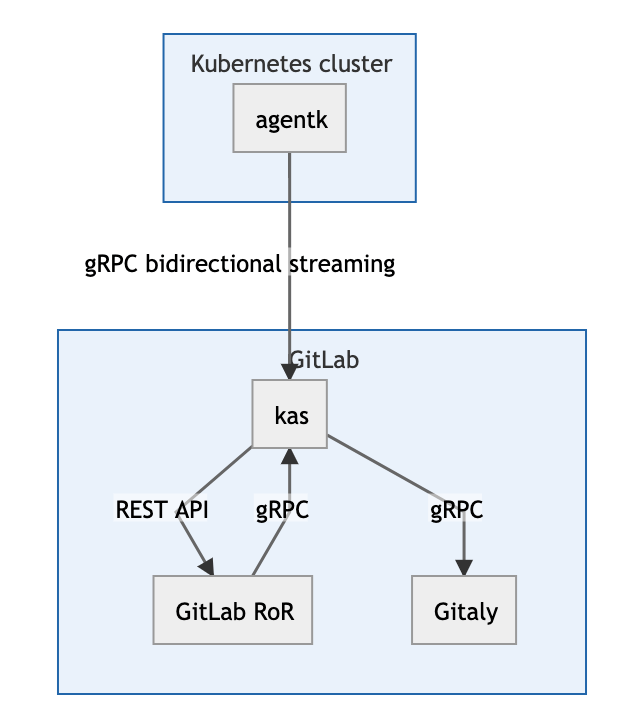 Kubernetes cluster
agentk
gRPC bidirectional streaming
GitLab
kas
REST API
gRPC
gRPC
GitLab RoR
Gitaly